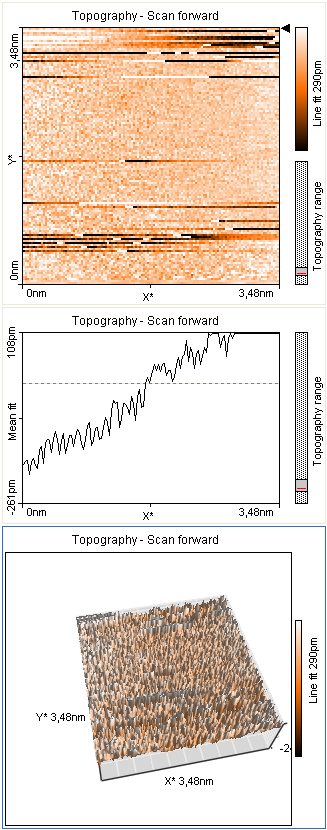 Topography - Scan forward
3,48nm
Y*
0nm
0nm
X*
3,48nm
Line fit 290pm
Topography range
Topography - Scan forward
108pm
Mean fit
-261pm
0nm
X*
3,48nm
Topography range
Topography - Scan forward
Y* 3,48nm
X* 3,48nm
Line fit 290pm